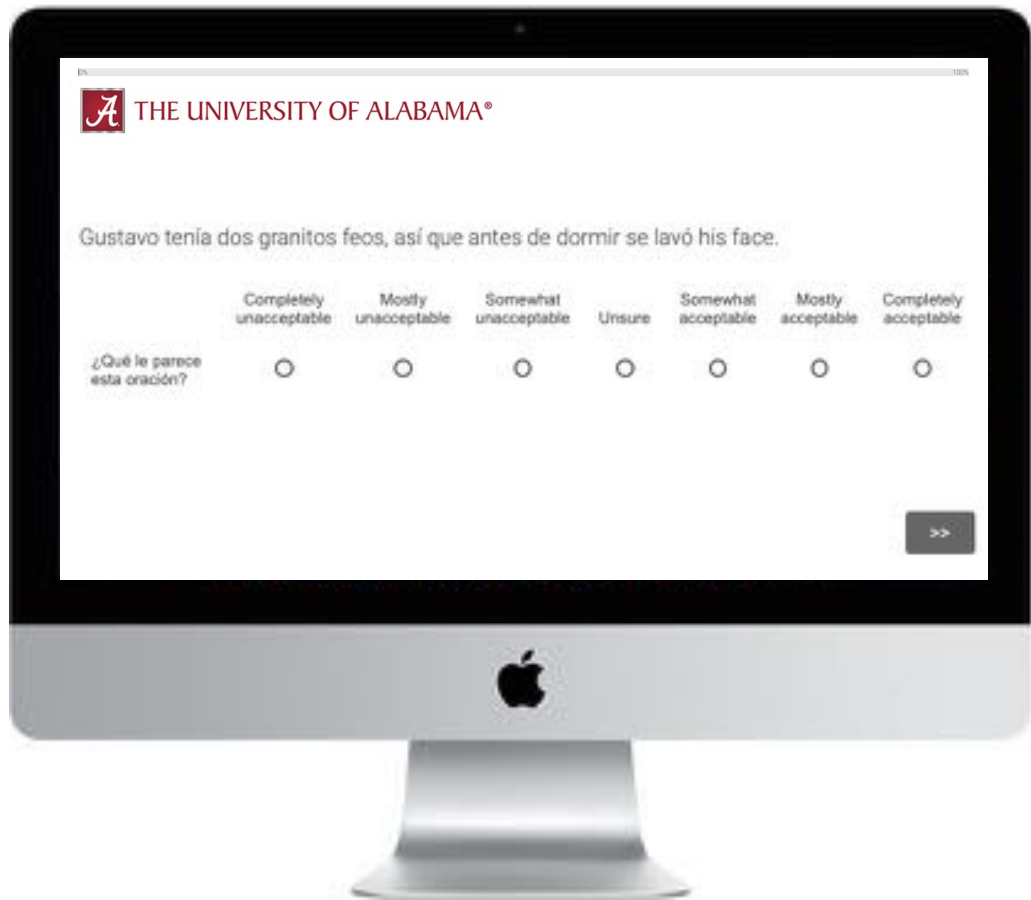 0% 100%
A THE UNIVERSITY OF ALABAMA®
Gustavo tenía dos granitos feos, así que antes de dormir se lavó his face.
Completely unacceptable Mostly unacceptable Somewhat unacceptable Unsure Somewhat acceptable Mostly acceptable Completely acceptable
¿Qué le parece
esta oración?
>>